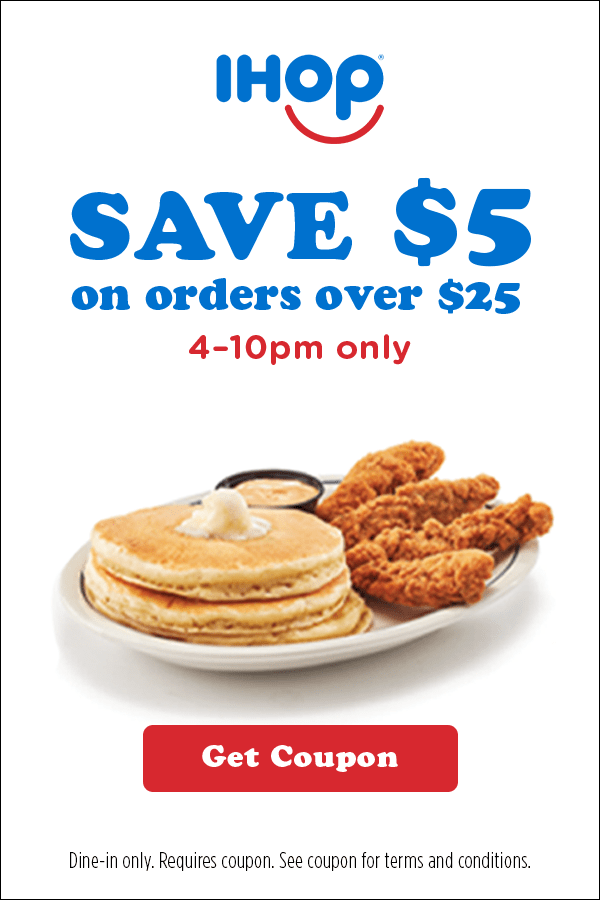 IHOP®
SAVE $5
on orders over $25
4–10pm only
Get Coupon
Dine-in only. Requires coupon. See coupon for terms and conditions.